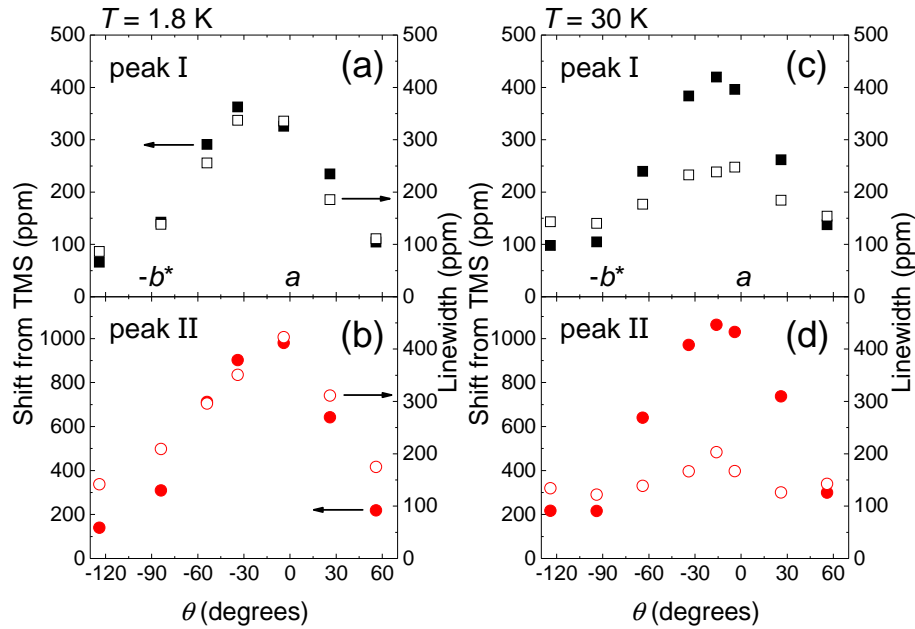 T = 1.8 K
T = 30 K
500
400
300
200
100
0
peak I
(a)
-b*
a
500
400
300
200
100
0
500
400
300
200
100
0
peak I
(c)
-b*
a
500
400
300
200
100
0
Shift from TMS (ppm)
Linewidth (ppm)
Shift from TMS (ppm)
Linewidth (ppm)
1000
800
600
400
200
0
peak II
(b)
400
300
200
100
0
1000
800
600
400
200
0
peak II
(d)
400
300
200
100
0
-120 -90 -60 -30 0 30 60
-120 -90 -60 -30 0 30 60
θ (degrees)
θ (degrees)